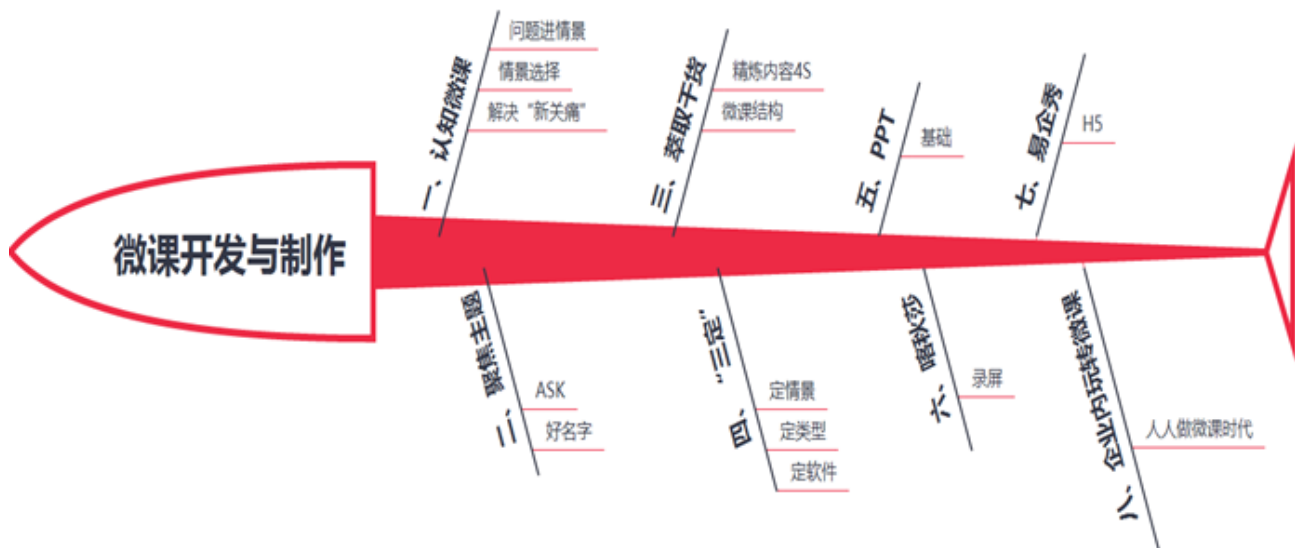 微课开发与制作
一、认知微课
问题进情景
情景选择
解决“新关痛”
二、聚焦主题
ASK
好名字
三、萃取干货
精炼内容4S
微课结构
四、“三定”
定情景
定类型
定软件
五、PPT
基础
六、喀秋莎
录屏
七、易企秀
H5
八、企业内玩转微课
人人做微课时代